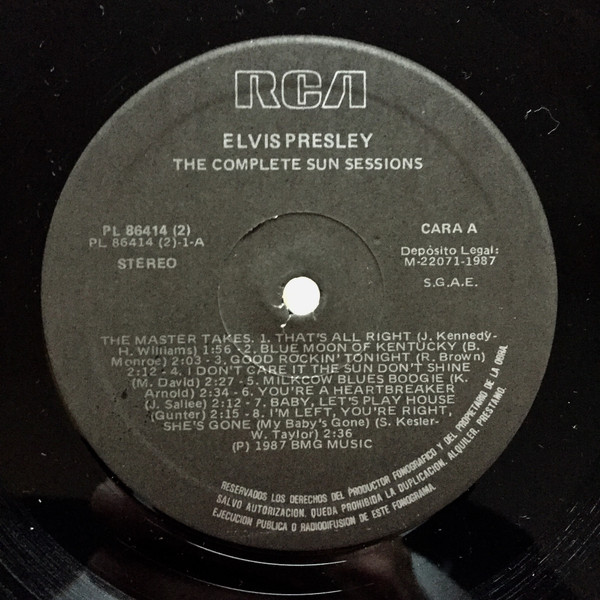 RCA
ELVIS PRESLEY
THE COMPLETE SUN SESSIONS
PL 86414 (2)
PL 86414 (2)-1-A
STEREO
CARA A
Depòsito Legal:
M-22071-1987
S.G.A.E.
THE MASTER TAKES. 1. THAT'S ALL RIGHT (J. Kennedy-
H. Williams) 1:56 - 2. BLUE MOON OF KENTUCKY (B.
Monroe) 2:03 - 3. GOOD ROCKIN' TONIGHT (R. Brown)
2:12 - 4. I DON'T CARE IT THE SUN DON'T SHINE
(M. David) 2:27 - 5. MILKCOW BLUES BOOGIE (K.
Arnold) 2:34 - 6. YOU'RE A HEARTBREAKER
(J. Sallee) 2:12 - 7. BABY, LET'S PLAY HOUSE
(Gunter) 2:15 - 8. I'M LEFT, YOU'RE RIGHT,
SHE'S GONE (My Baby's Gone) (S. Kesler-
W. Taylor) 2:36
(P) 1987 BMG MUSIC
RESERVADOS LOS DERECHOS DEL PRODUCTOR FONOGRAFICO Y DEL PROPIETARIO DE LA OBRA.
SALVO AUTORIZACION. QUEDA PROHIBIDA LA DUPLICACION, ALQUILER, PRESTAMO,
EJECUCION PUBLICA O RADIODIFUSION DE ESTE FONOGRAMA.